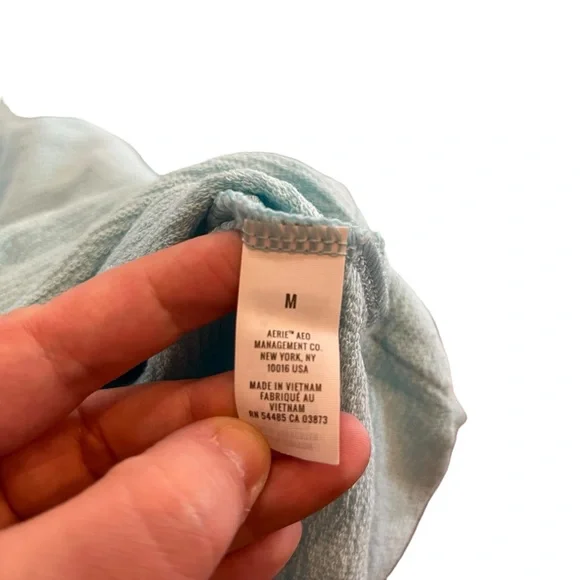 M
AERIE™ AEO
MANAGEMENT CO.
NEW YORK, NY
10016 USA
MADE IN VIETNAM
FABRIQUÉ AU
VIETNAM
RN 54485 CA 03873